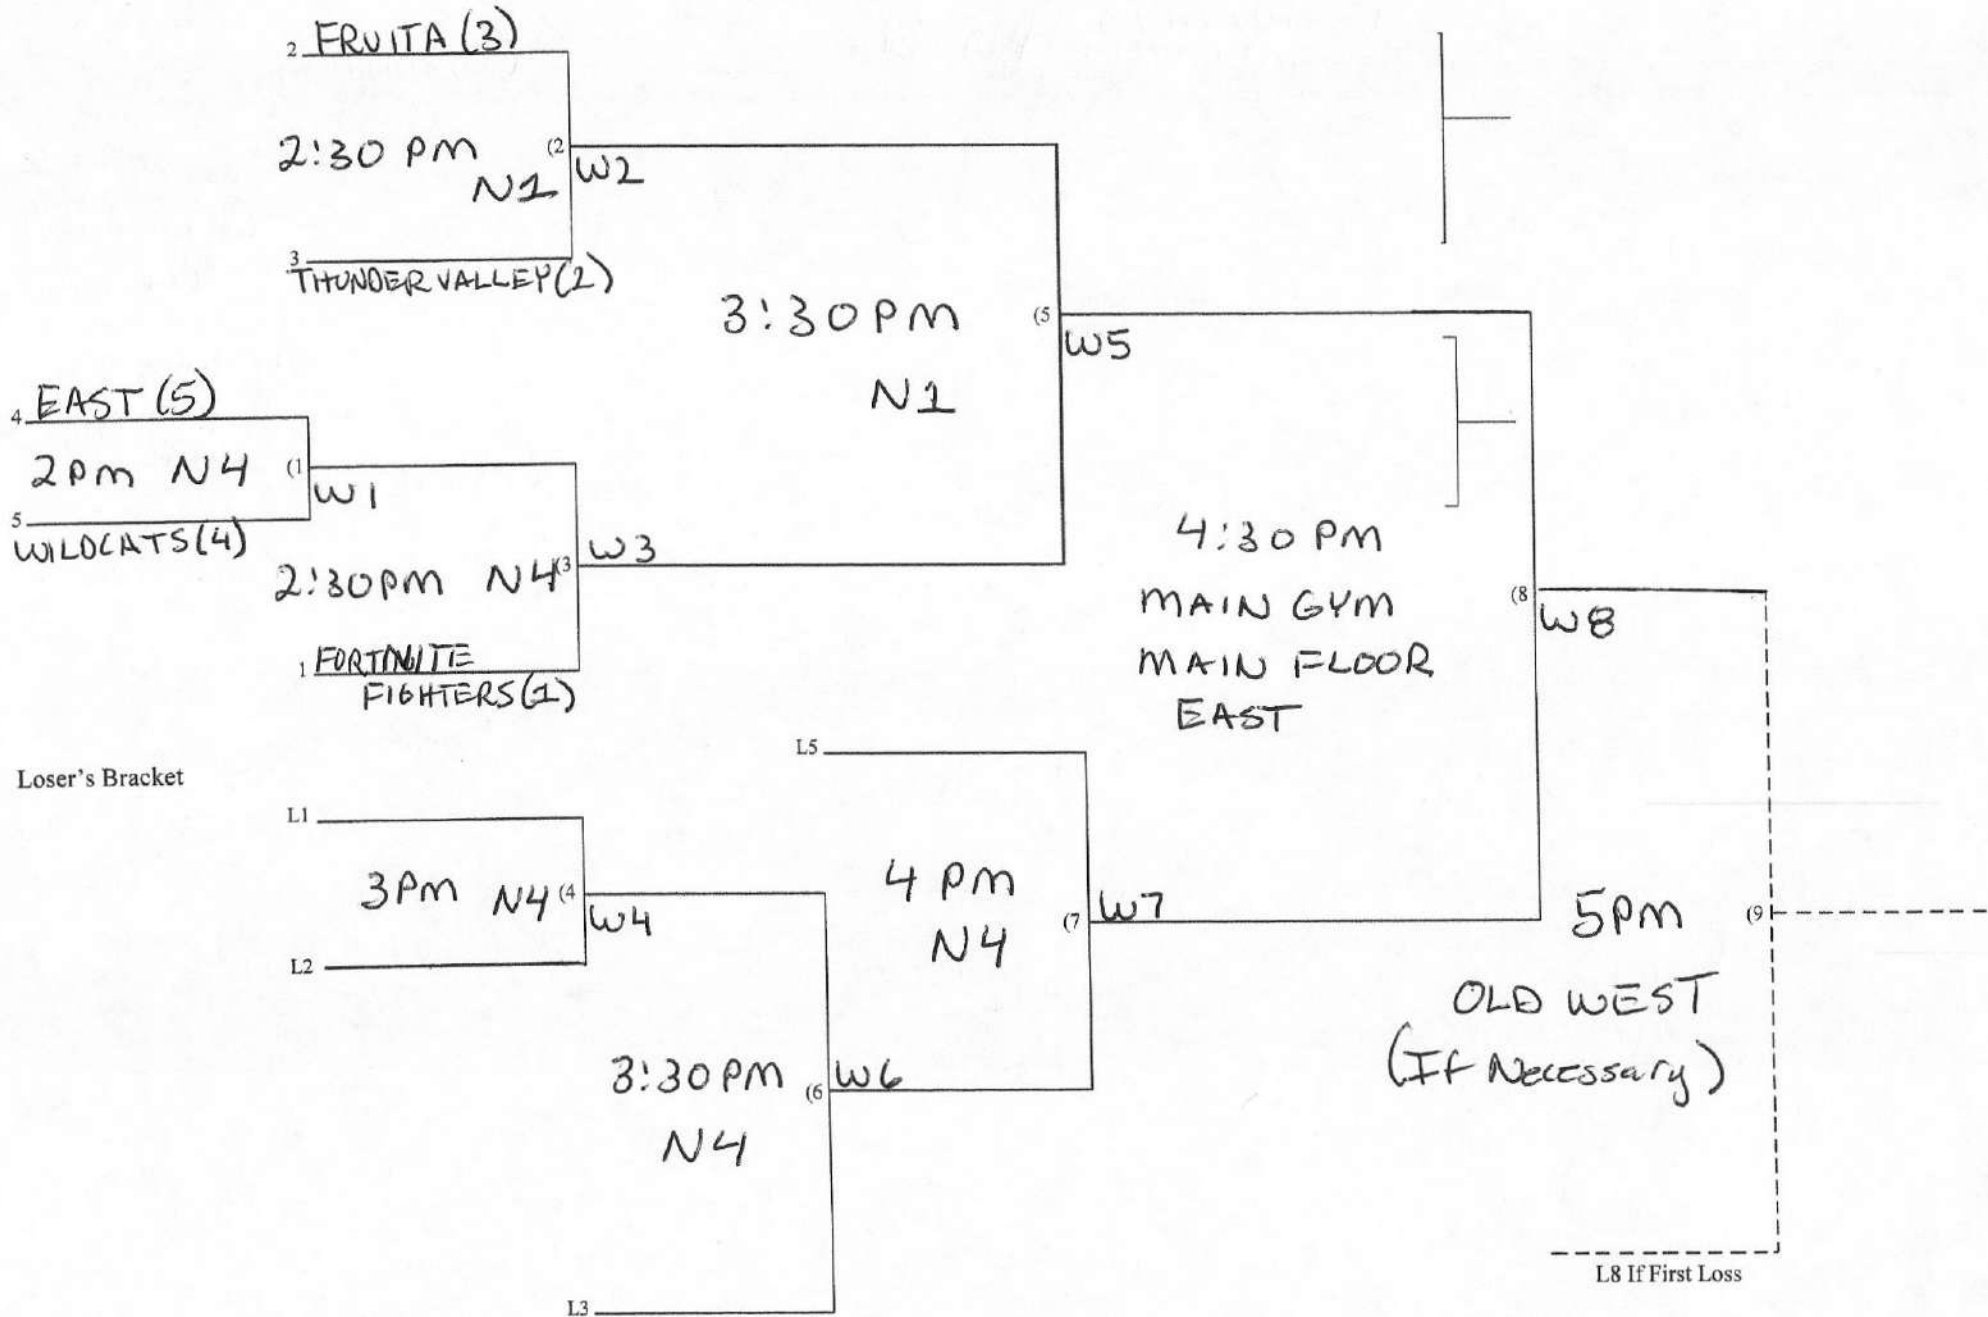 2 FRUITA (3)
2:30 PM (2 W2
N1
3 THUNDER VALLEY (2)
3:30 PM (5 W5
N1
4 EAST (5)
2PM N4 (1 W1
5 WILDCATS (4)
2:30PM N4 (3 W3
1 FORTNITE
FIGHTERS (1)
4:30 PM (8 W8
MAIN GYM
MAIN FLOOR
EAST
Loser's Bracket
L5
L1
3PM N4 (4 W4
L2
4 PM (7 W7
N4
5PM (9
OLD WEST
(If Necessary)
3:30PM (6 W6
N4
L8 If First Loss
L3